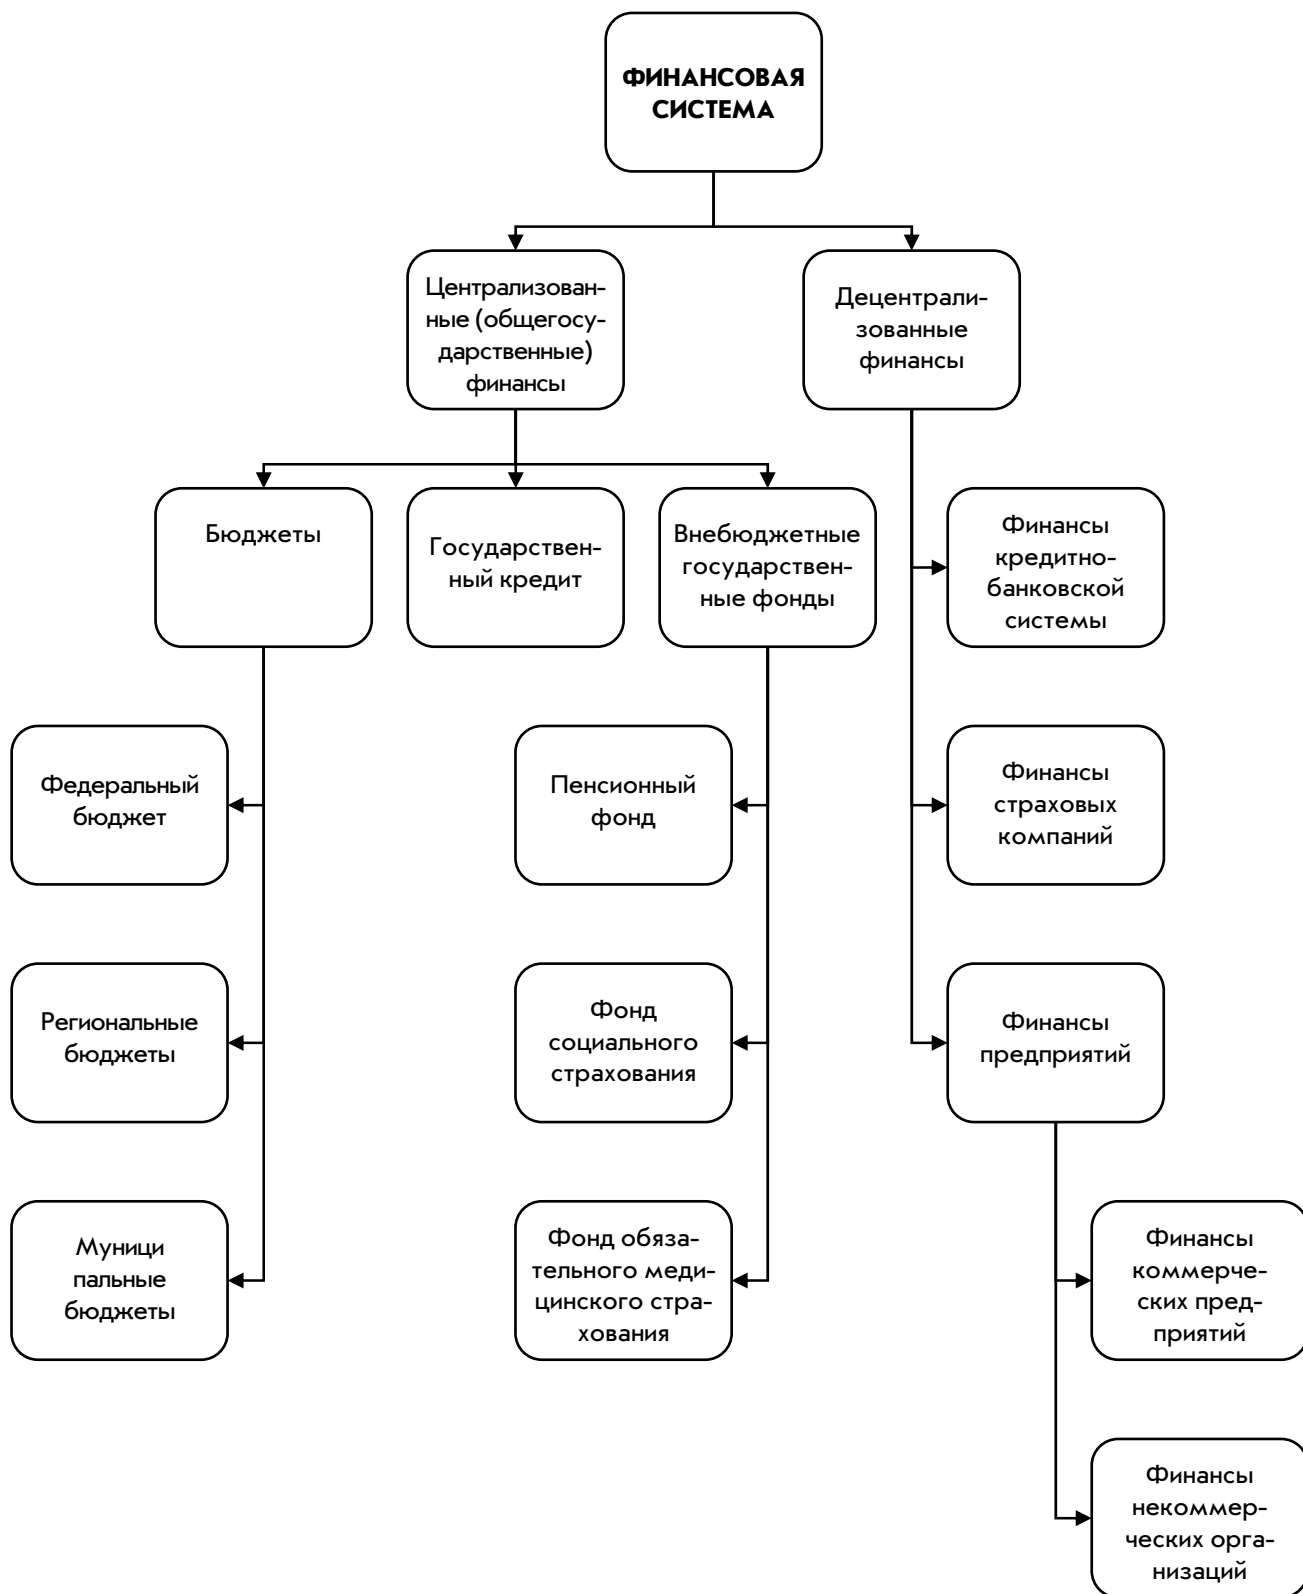 ФИНАНСОВАЯ
СИСТЕМА
Централизован-
ные (общегосу-
дарственные)
финансы
Децентрали-
зованные
финансы
Бюджеты
Государствен-
ный кредит
Внебюджетные
государствен-
ные фонды
Финансы
кредитно-
банковской
системы
Федеральный
бюджет
Пенсионный
фонд
Финансы
страховых
компаний
Региональные
бюджеты
Фонд
социального
страхования
Финансы
предприятий
Муници
пальные
бюджеты
Фонд обяза-
тельного меди-
цинского стра-
хования
Финансы
коммерче-
ских пред-
приятий
Финансы
некоммер-
ческих орга-
низаций